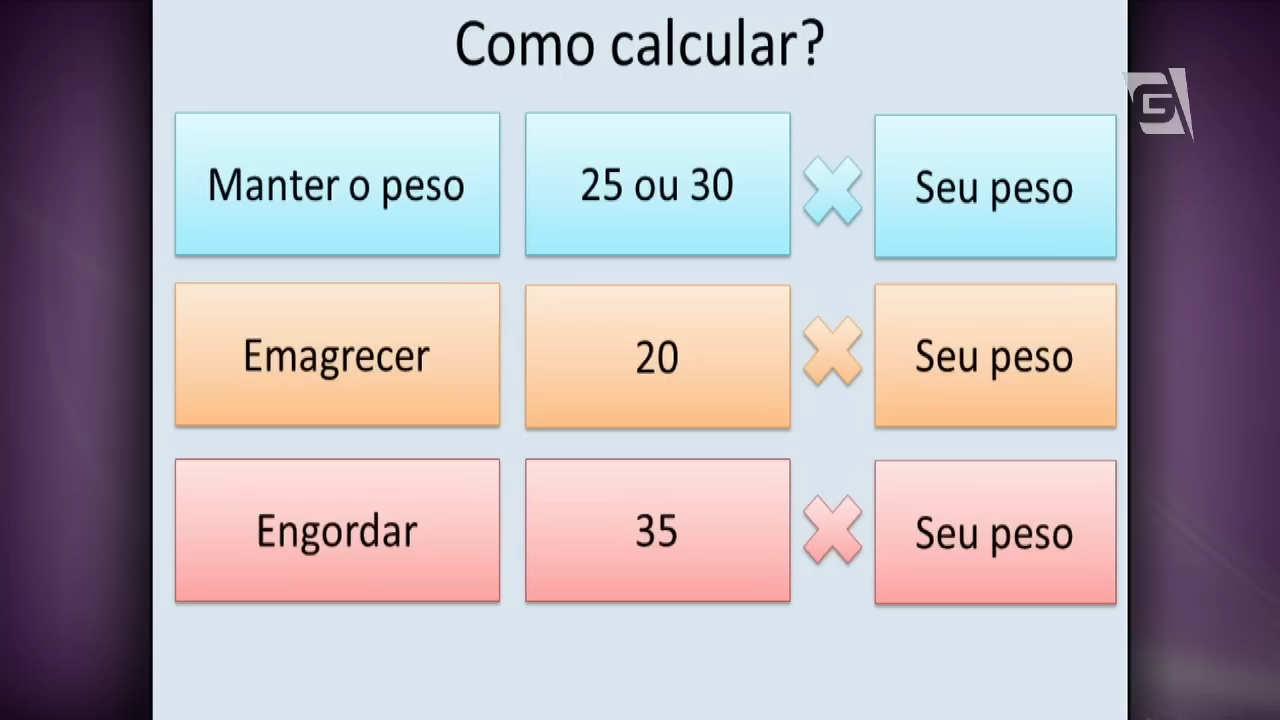 Como calcular?
Manter o peso 25 ou 30 Seu peso
Emagrecer 20 Seu peso
Engordar 35 Seu peso